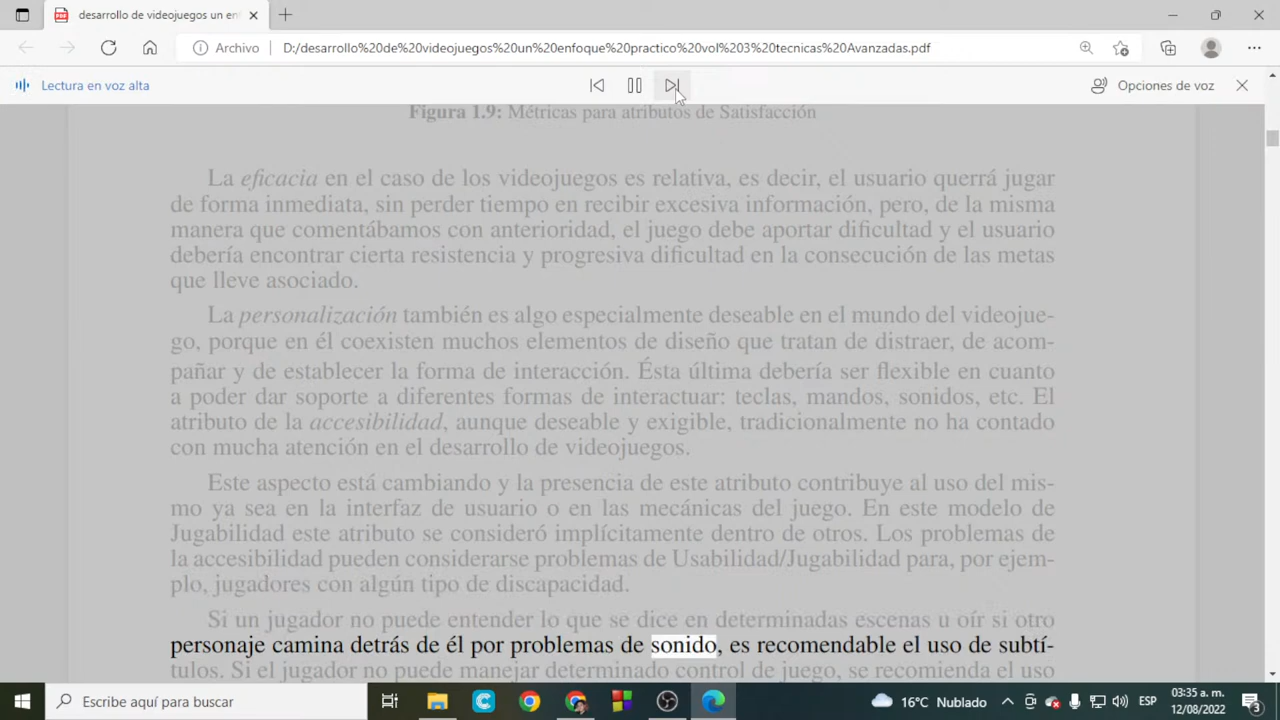 desarrollo de videojuegos un en
Archivo
D:/desarrollo%20de%20videojuegos%20un%20enfoque%20practico%20vol%203%20tecnicas%20Avanzadas.pdf
Lectura en voz alta
Opciones de voz
Figura 1.9: Métricas para atributos de Satisfacción
La eficacia en el caso de los videojuegos es relativa, es decir, el usuario querrá jugar
de forma inmediata, sin perder tiempo en recibir excesiva información, pero, de la misma
manera que comentábamos con anterioridad, el juego debe aportar dificultad y el usuario
debería encontrar cierta resistencia y progresiva dificultad en la consecución de las metas
que lleve asociado.
La personalización también es algo especialmente deseable en el mundo del videojue-
go, porque en él coexisten muchos elementos de diseño que tratan de distraer, de acom-
pañar y de establecer la forma de interacción. Ésta última debería ser flexible en cuanto
a poder dar soporte a diferentes formas de interactuar: teclas, mandos, sonidos, etc. El
atributo de la accesibilidad, aunque deseable y exigible, tradicionalmente no ha contado
con mucha atención en el desarrollo de videojuegos.
Este aspecto está cambiando y la presencia de este atributo contribuye al uso del mis-
mo ya sea en la interfaz de usuario o en las mecánicas del juego. En este modelo de
Jugabilidad este atributo se consideró implícitamente dentro de otros. Los problemas de
la accesibilidad pueden considerarse problemas de Usabilidad/Jugabilidad para, por ejem-
plo, jugadores con algún tipo de discapacidad.
Si un jugador no puede entender lo que se dice en determinadas escenas u oír si otro
personaje camina detrás de él por problemas de sonido, es recomendable el uso de subtí-
tulos. Si el jugador no puede manejar determinado control de juego, se recomienda el uso
Escribe aquí para buscar
16°C Nublado
ESP
03:35 a. m.
12/08/2022
3